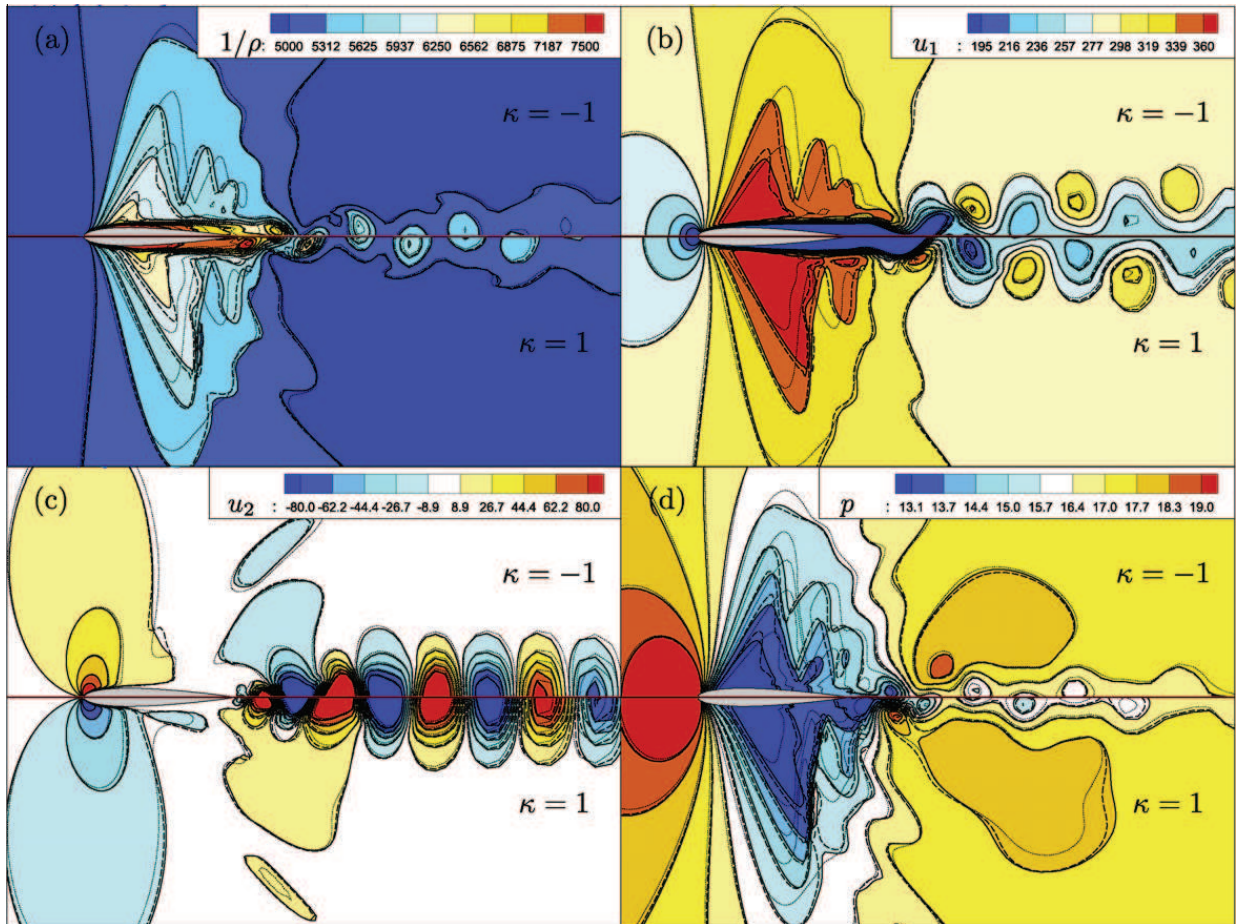 (a)
1/ρ: 5000 5312 5625 5937 6250 6562 6875 7187 7500
κ = −1
κ = 1
(b)
u₁ : 195 216 236 257 277 298 319 339 360
κ = −1
κ = 1
(c)
u₂ : -80.0 -62.2 -44.4 -26.7 -8.9 8.9 26.7 44.4 62.2 80.0
κ = −1
κ = 1
(d)
p : 13.1 13.7 14.4 15.0 15.7 16.4 17.0 17.7 18.3 19.0
κ = −1
κ = 1